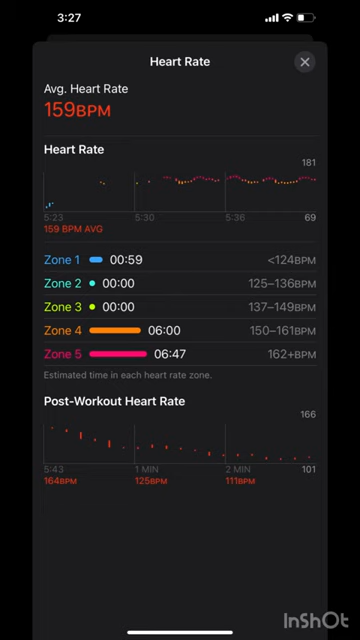 3:27
Heart Rate
Avg. Heart Rate
159BPM
Heart Rate
181
5:23 5:30 5:36 69
159 BPM AVG
Zone 1 00:59 <124BPM
Zone 2 00:00 125–136BPM
Zone 3 00:00 137–149BPM
Zone 4 06:00 150–161BPM
Zone 5 06:47 162+BPM
Estimated time in each heart rate zone.
Post-Workout Heart Rate
166
5:43 1 MIN 2 MIN 101
164BPM 125BPM 111BPM
InShOt